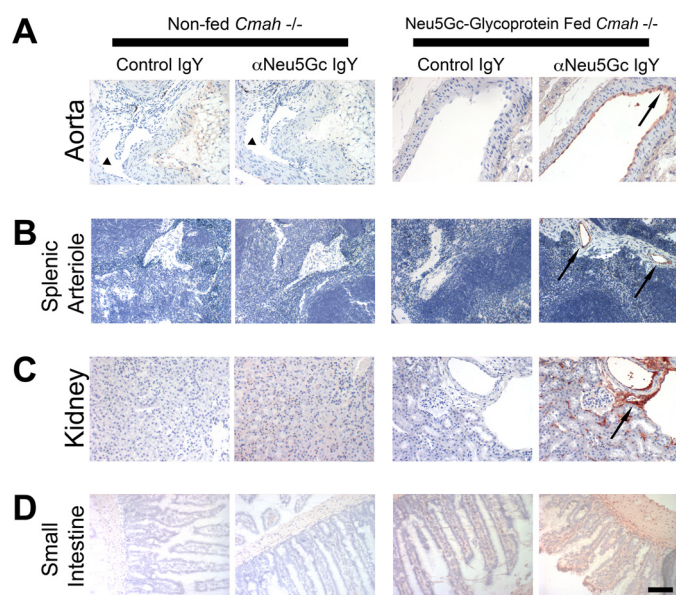 A
Non-fed Cmah -/-
Neu5Gc-Glycoprotein Fed Cmah -/-
Control IgY
αNeu5Gc IgY
Control IgY
αNeu5Gc IgY
Aorta
B
Splenic
Arteriole
C
Kidney
D
Small
Intestine